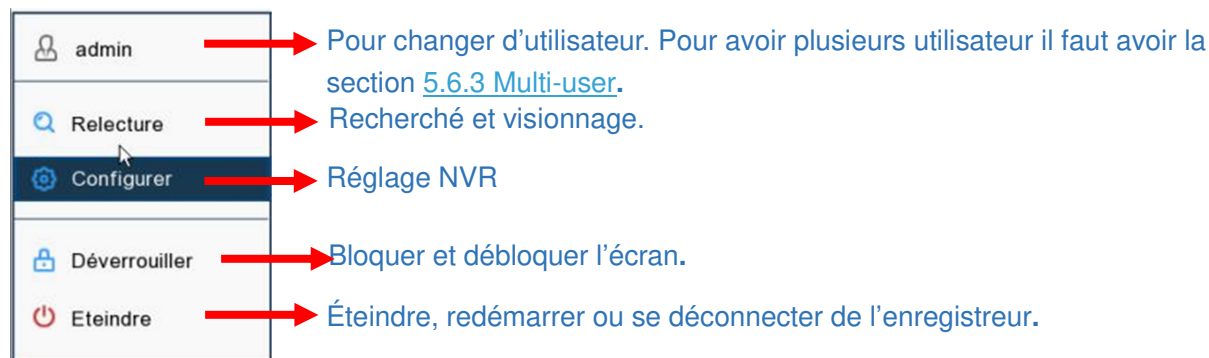 admin
Pour changer d'utilisateur. Pour avoir plusieurs utilisateur il faut avoir la
section 5.6.3 Multi-user.
Relecture
Recherché et visionnage.
Configurer
Réglage NVR
Déverrouiller
Bloquer et débloquer l'écran.
Eteindre
Éteindre, redémarrer ou se déconnecter de l'enregistreur.